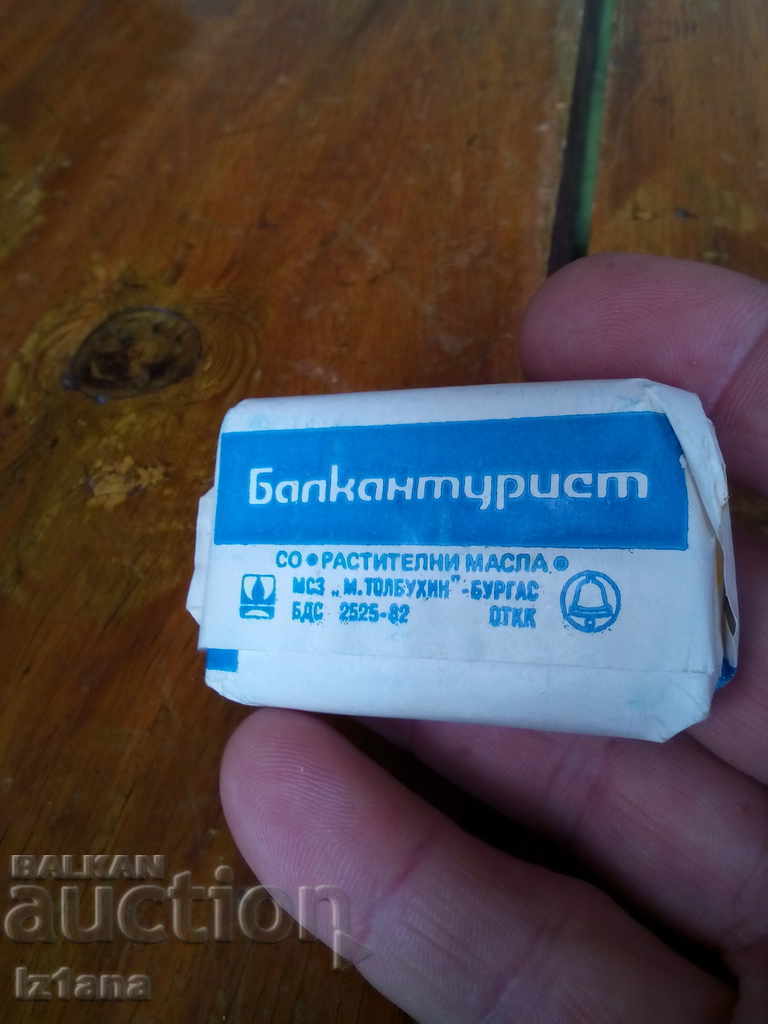 Балкантурист
СО • РАСТИТЕЛНИ МАСЛА •
МСЗ „М.ТОЛБУХИН" - БУРГАС
БДС 2525-82 ОТКК
BALKAN
auction
Iz1ana